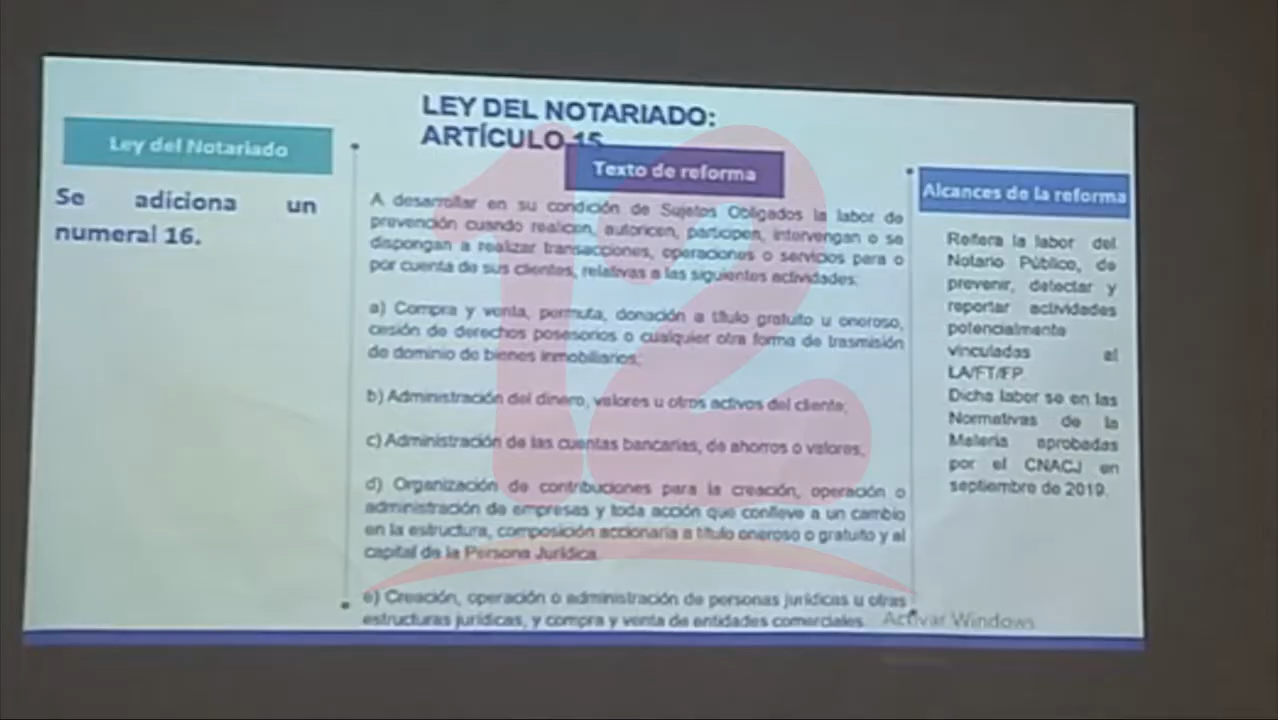 LEY DEL NOTARIADO:
ARTÍCULO 15
Ley del Notariado
Se adiciona un
numeral 16.
Texto de reforma
A desarrollar en su condición de Sujetos Obligados la labor de
prevención cuando realicen, autoricen, participen, intervengan o se
dispongan a realizar transacciones, operaciones o servicios para o
por cuenta de sus clientes, relativas a las siguientes actividades:
a) Compra y venta, permuta, donación a título gratuito u oneroso,
cesión de derechos posesorios o cualquier otra forma de trasmisión
de dominio de bienes inmobiliarios;
b) Administración del dinero, valores u otros activos del cliente;
c) Administración de las cuentas bancarias, de ahorros o valores;
d) Organización de contribuciones para la creación, operación o
administración de empresas y toda acción que conlleve a un cambio
en la estructura, composición accionaria a título oneroso o gratuito y al
capital de la Persona Jurídica.
e) Creación, operación o administración de personas jurídicas u otras
estructuras jurídicas, y compra y venta de entidades comerciales.
Alcances de la reforma
Reitera la labor del
Notario Público, de
prevenir, detectar y
reportar actividades
potencialmente
vinculadas al
LA/FT/FP
Dicha labor se en las
Normativas de la
Materia aprobadas
por el CNACJ en
septiembre de 2019.
Activar Windows
12